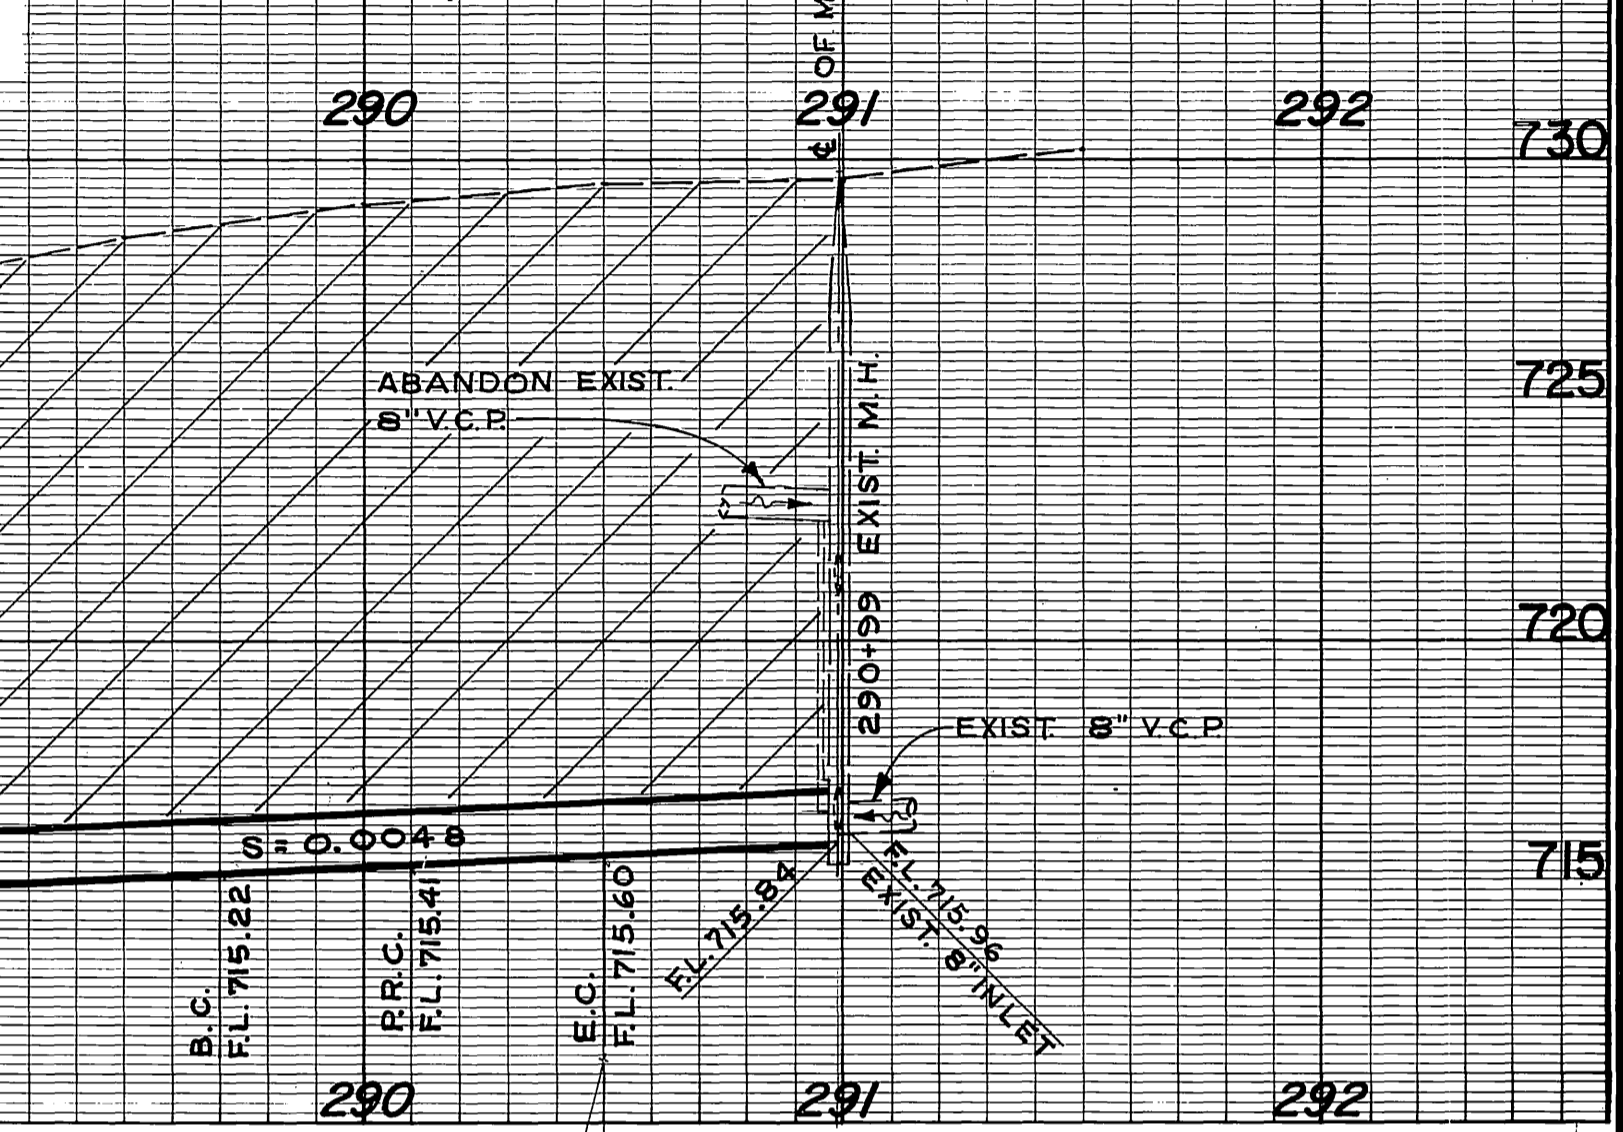 ℄ OF M
290 291 292
730
725
720
715
ABANDON EXIST.
8" V.C.P.
290+99 EXIST. M.H.
EXIST. 8" V.C.P.
S = 0.0048
B.C.
F.L. 715.22
P.R.C.
F.L. 715.41
E.C.
F.L. 715.60
F.L. 715.84
F.L. 715.96
EXIST. 8" INLET
290 291 292